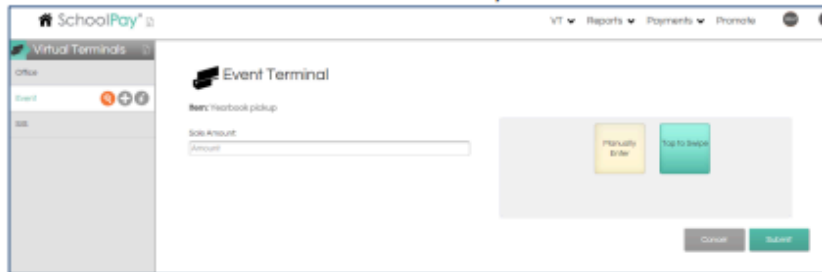 SchoolPay
VT Reports Payments Promote
Virtual Terminals
Office
Event
SIS
Event Terminal
Item: Yearbook pickup
Sale Amount
Amount
Manually
Enter
Tap to Swipe
Cancel
Submit